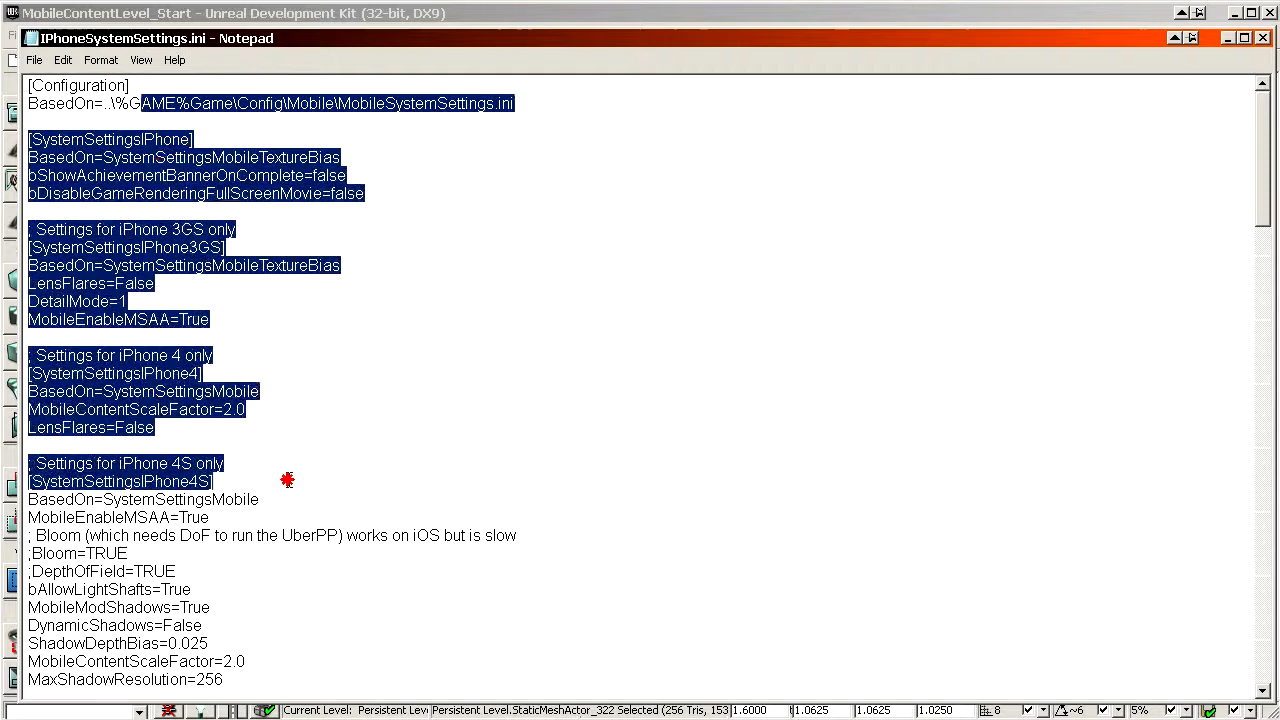 MobileContentLevel_Start - Unreal Development Kit (32-bit, DX9)
IPhoneSystemSettings.ini - Notepad
File Edit Format View Help
[Configuration]
BasedOn=..\%GAME%Game\Config\Mobile\MobileSystemSettings.ini
[SystemSettingsIPhone]
BasedOn=SystemSettingsMobileTextureBias
bShowAchievementBannerOnComplete=false
bDisableGameRenderingFullScreenMovie=false
; Settings for iPhone 3GS only
[SystemSettingsIPhone3GS]
BasedOn=SystemSettingsMobileTextureBias
LensFlares=False
DetailMode=1
MobileEnableMSAA=True
; Settings for iPhone 4 only
[SystemSettingsIPhone4]
BasedOn=SystemSettingsMobile
MobileContentScaleFactor=2.0
LensFlares=False
; Settings for iPhone 4S only
[SystemSettingsIPhone4S]
BasedOn=SystemSettingsMobile
MobileEnableMSAA=True
; Bloom (which needs DoF to run the UberPP) works on iOS but is slow
;Bloom=TRUE
;DepthOfField=TRUE
bAllowLightShafts=True
MobileModShadows=True
DynamicShadows=False
ShadowDepthBias=0.025
MobileContentScaleFactor=2.0
MaxShadowResolution=256
Current Level: Persistent Leve Persistent Level.StaticMeshActor_322 Selected (256 Tris, 153 1.6000 1.0625 1.0625 1.0250 8 ~6 5%